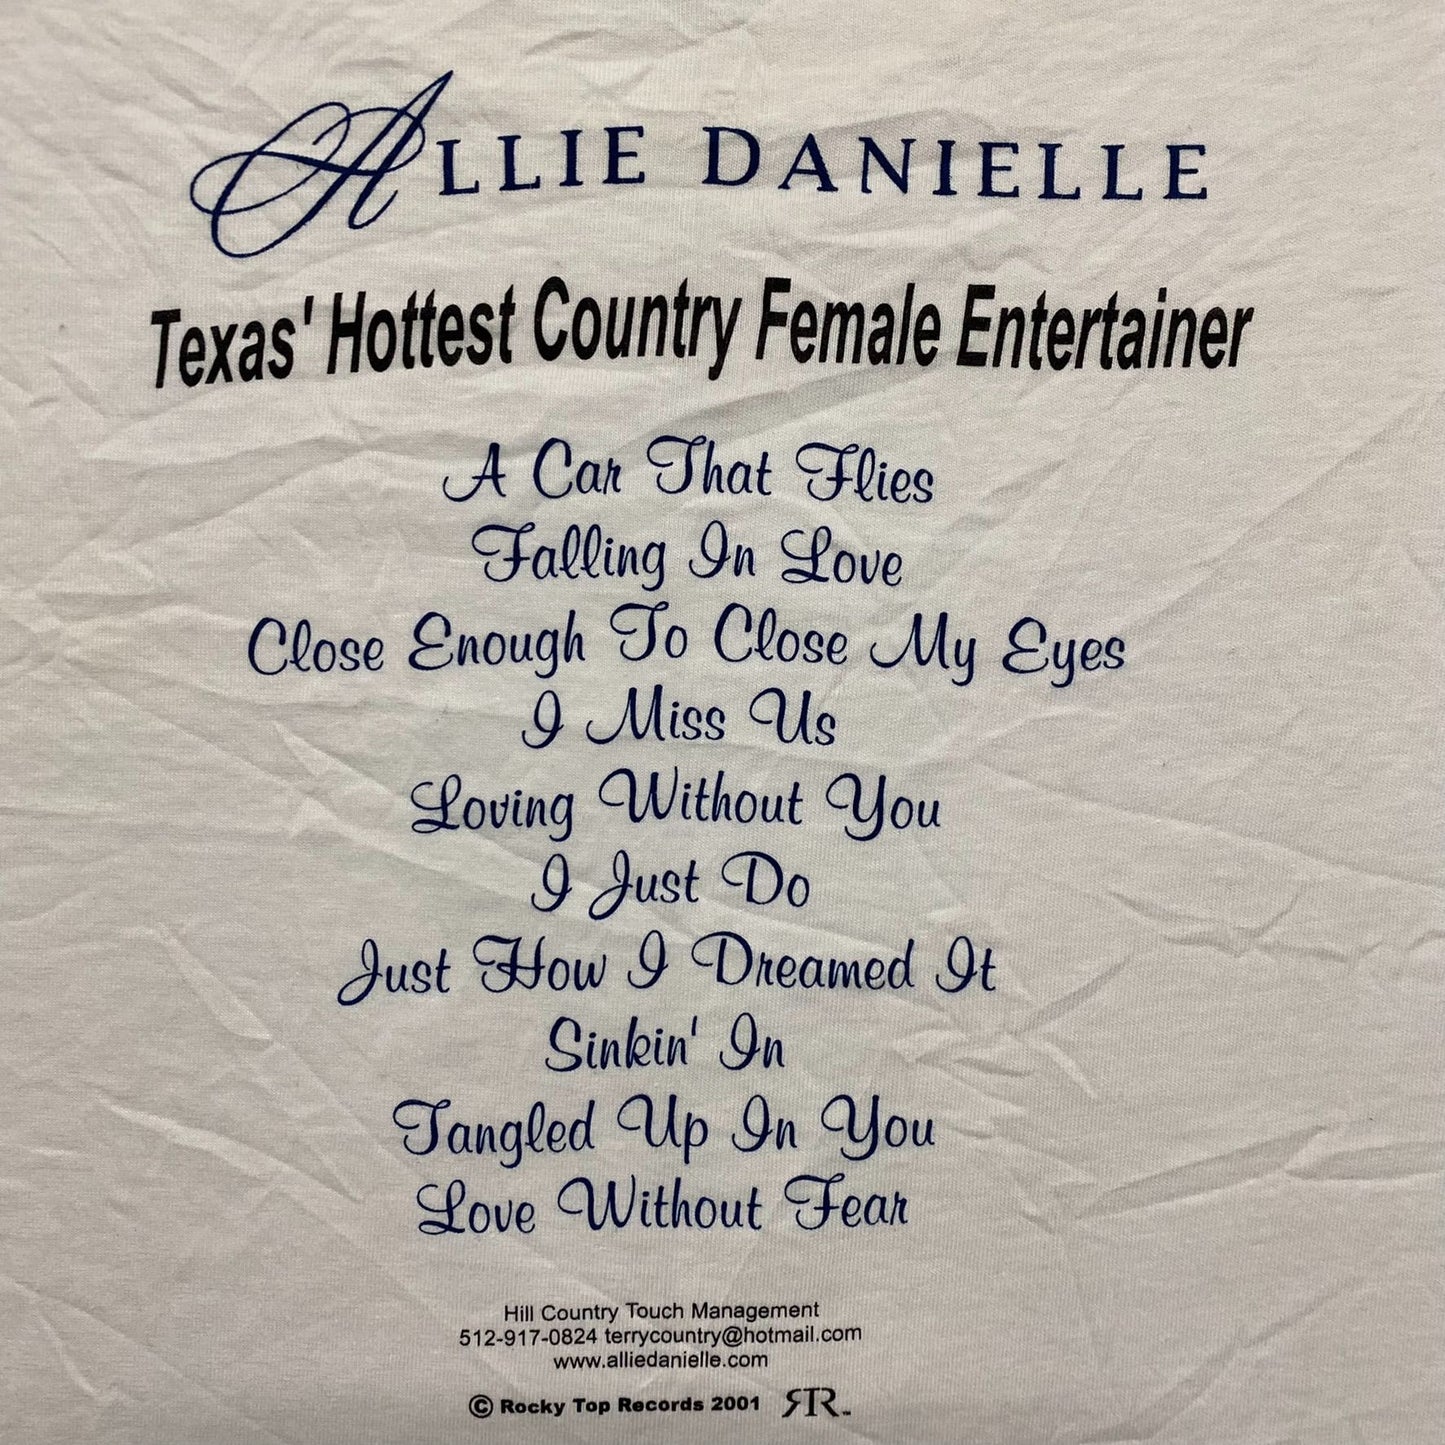 ALLIE DANIELLE
Texas' Hottest Country Female Entertainer
A Car That Flies
Falling In Love
Close Enough To Close My Eyes
I Miss Us
Loving Without You
I Just Do
Just How I Dreamed It
Sinkin' In
Tangled Up In You
Love Without Fear
Hill Country Touch Management
512-917-0824 terrycountry@hotmail.com
www.alliedanielle.com
© Rocky Top Records 2001 RTR™